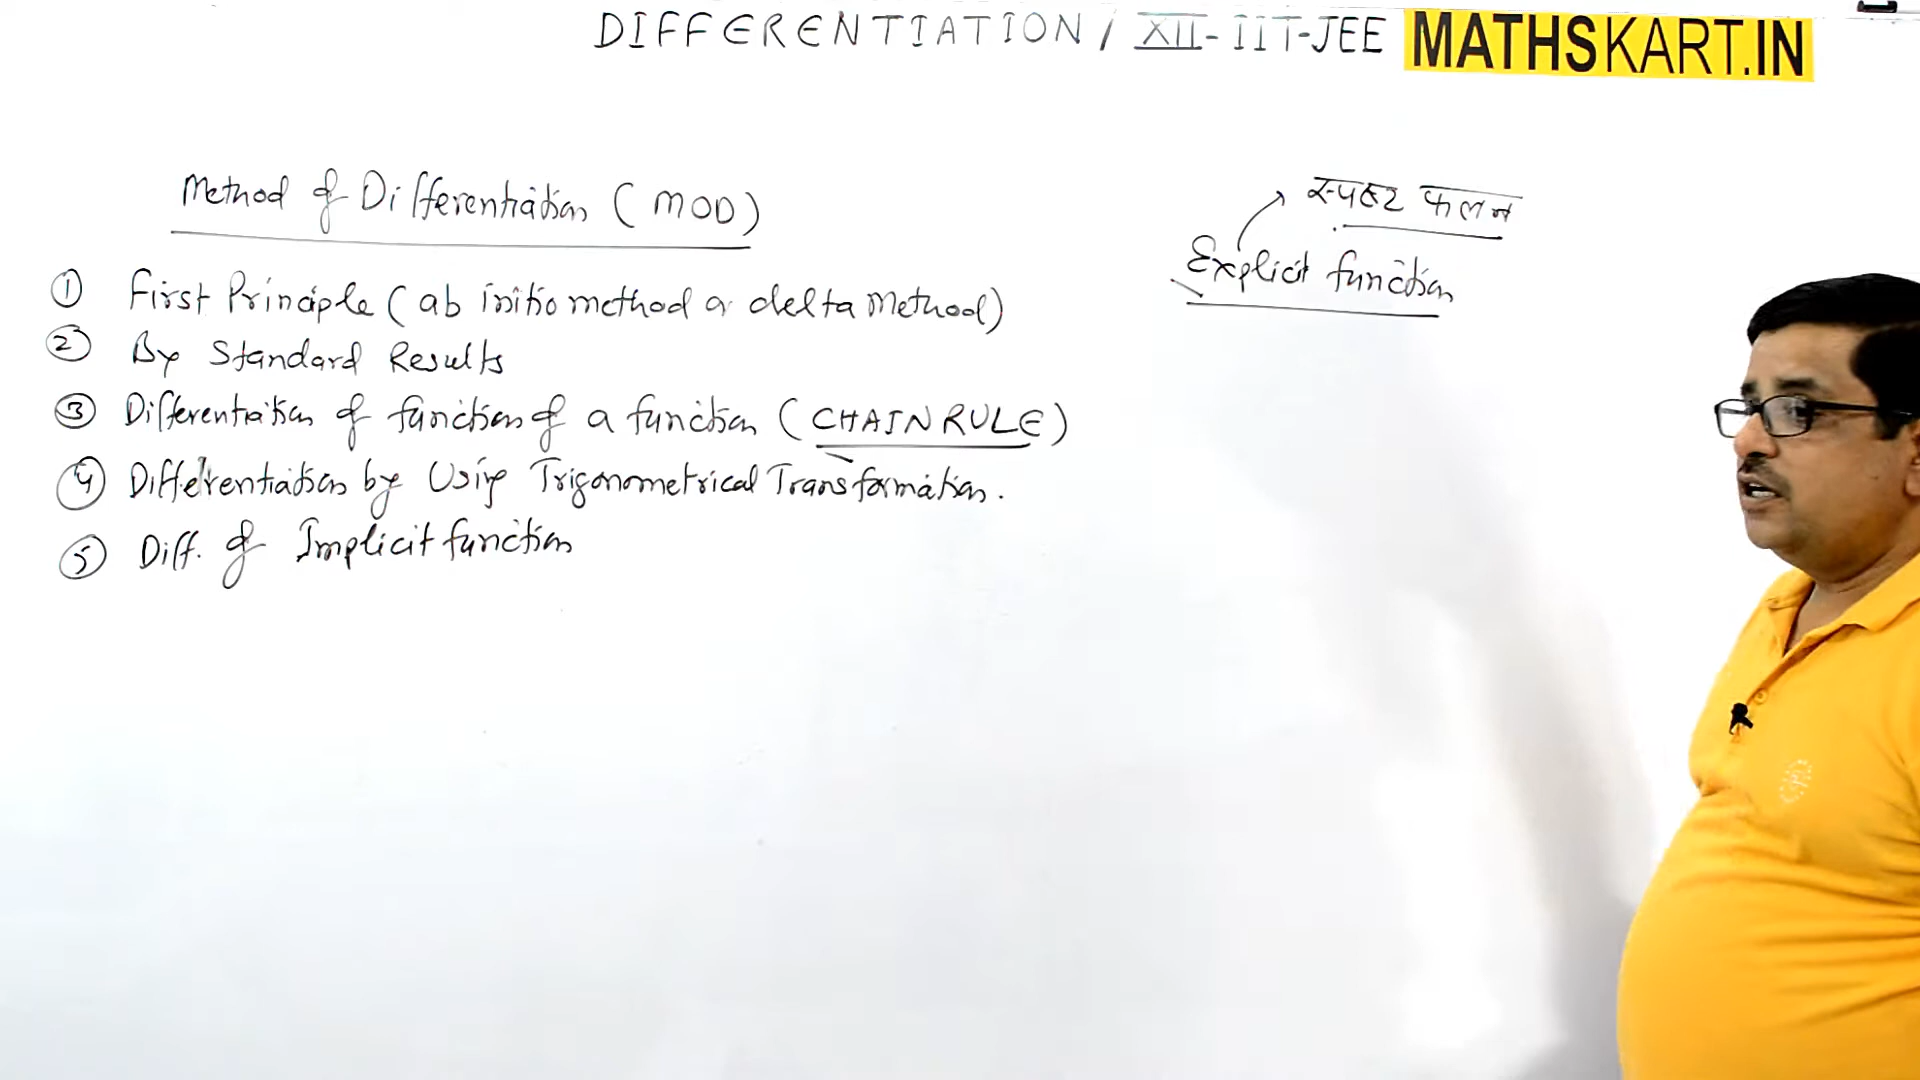 DIFFERENTIATION / XII - IIT-JEE MATHSKART.IN
Method of Differentiation (MOD)
① First Principle (ab initio method or delta Method)
② By Standard Results
③ Differentiation of function of a function (CHAIN RULE)
④ Differentiation by Using Trigonometrical Transformation.
⑤ Diff. of Implicit function
स्पष्ट फलन
Explicit function